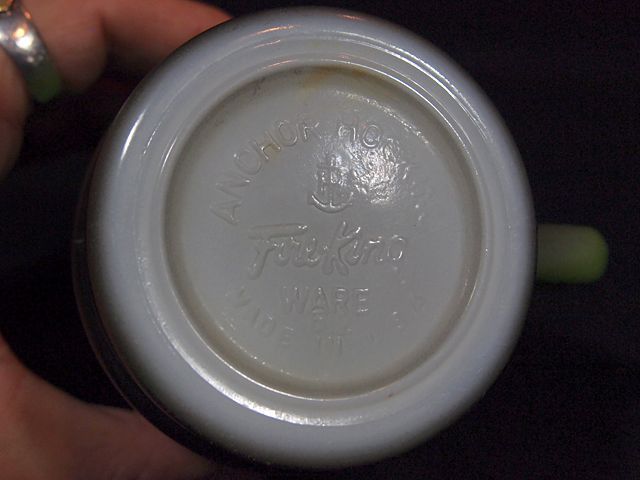 ANCHOR HOCKING
Fire-King
WARE
MADE IN U.S.A.